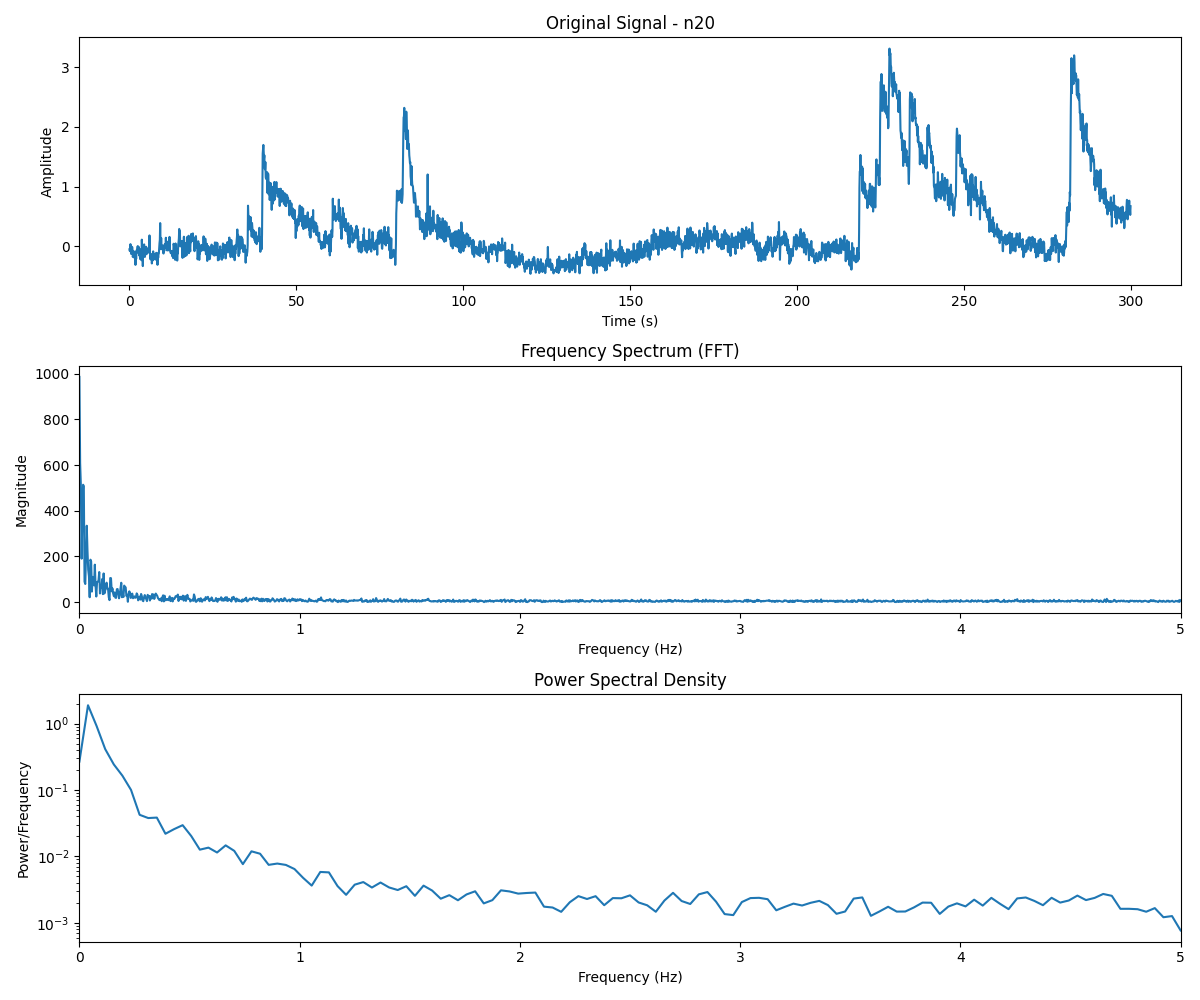 Original Signal - n20
Amplitude
3
2
1
0
0 50 100 150 200 250 300
Time (s)
Frequency Spectrum (FFT)
Magnitude
1000
800
600
400
200
0
0 1 2 3 4 5
Frequency (Hz)
Power Spectral Density
Power/Frequency
10⁰
10⁻¹
10⁻²
10⁻³
0 1 2 3 4 5
Frequency (Hz)